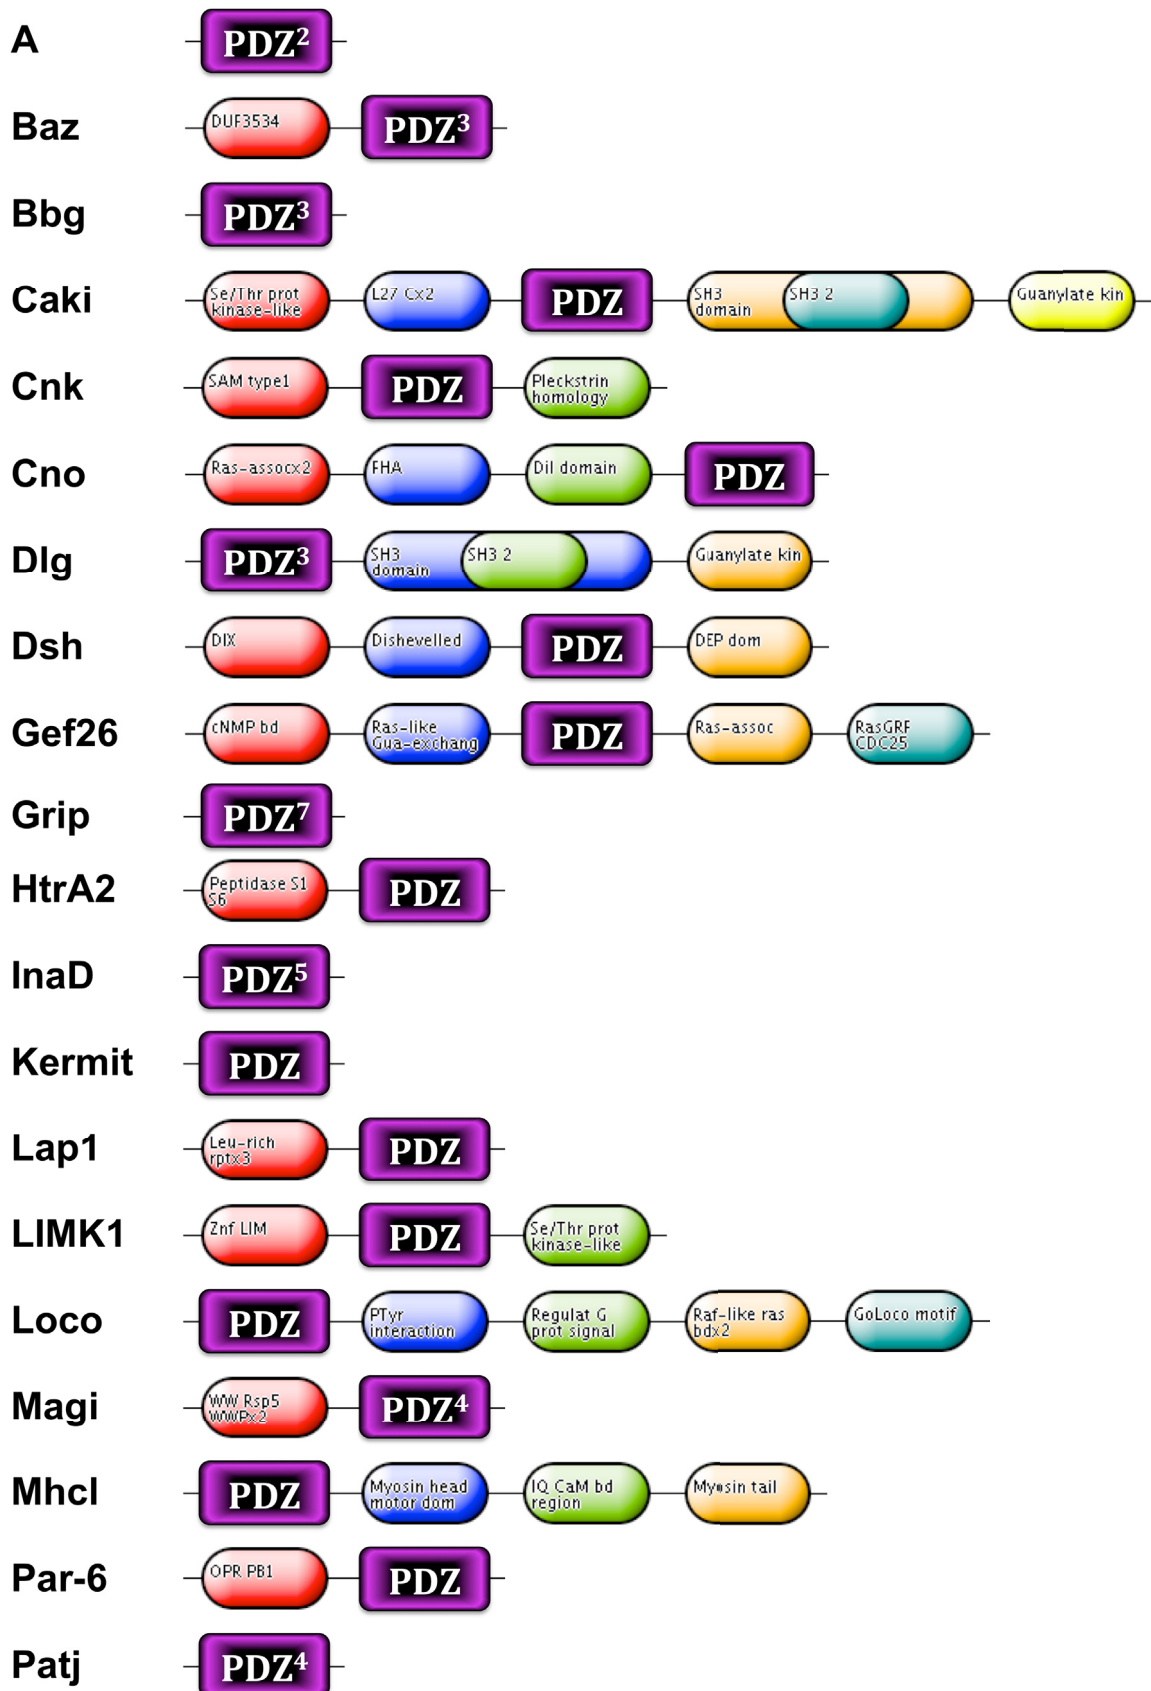 A PDZ²
Baz DUF3534 PDZ³
Bbg PDZ³
Caki Se/Thr prot kinase-like L27 Cx2 PDZ SH3 domain SH3 2 Guanylate kin
Cnk SAM type1 PDZ Pleckstrin homology
Cno Ras-assocx2 FHA Dil domain PDZ
Dlg PDZ³ SH3 domain SH3 2 Guanylate kin
Dsh DIX Dishevelled PDZ DEP dom
Gef26 cNMP bd Ras-like Gua-exchang PDZ Ras-assoc RasGRF CDC25
Grip PDZ⁷
HtrA2 Peptidase S1 S6 PDZ
InaD PDZ⁵
Kermit PDZ
Lap1 Leu-rich rptx3 PDZ
LIMK1 Znf LIM PDZ Se/Thr prot kinase-like
Loco PDZ PTyr interaction Regulat G prot signal Raf-like ras bdx2 GoLoco motif
Magi WW Rsp5 WWPx2 PDZ⁴
Mhcl PDZ Myosin head motor dom IQ CaM bd region Myosin tail
Par-6 OPR PB1 PDZ
Patj PDZ⁴